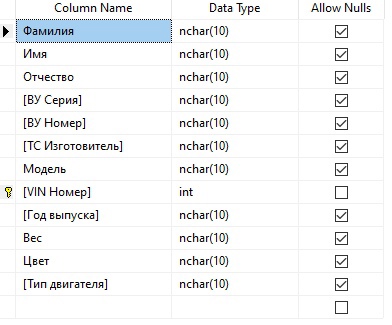 Column Name Data Type Allow Nulls
Фамилия nchar(10)
Имя nchar(10)
Отчество nchar(10)
[ВУ Серия] nchar(10)
[ВУ Номер] nchar(10)
[ТС Изготовитель] nchar(10)
Модель nchar(10)
[VIN Номер] int
[Год выпуска] nchar(10)
Вес nchar(10)
Цвет nchar(10)
[Тип двигателя] nchar(10)